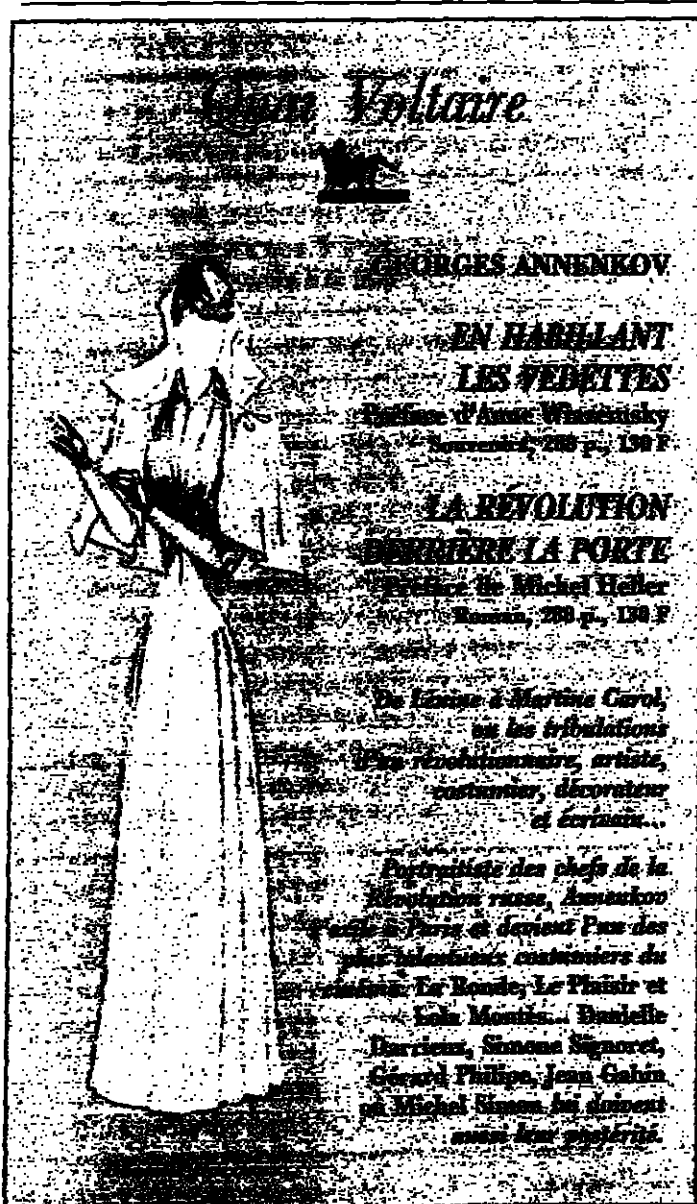 Quai Voltaire
GEORGES ANNENKOV
EN HABILLANT
LES VEDETTES
Préface d'Anne Wiazemsky
Souvenirs, 280 p., 130 F
LA RÉVOLUTION
DERRIÈRE LA PORTE
Préface de Michel Heller
Roman, 280 p., 130 F
De Lénine à Martine Carol,
ou les tribulations
d'un révolutionnaire, artiste,
costumier, décorateur
et écrivain...
Portraitiste des chefs de la
Révolution russe, Annenkov
s'exile à Paris et devient l'un des
plus talentueux costumiers du
cinéma. La Ronde, Le Plaisir et
Lola Montès... Danielle
Darrieux, Simone Signoret,
Gérard Philipe, Jean Gabin
ou Michel Simon lui doivent
aussi leur postérité.